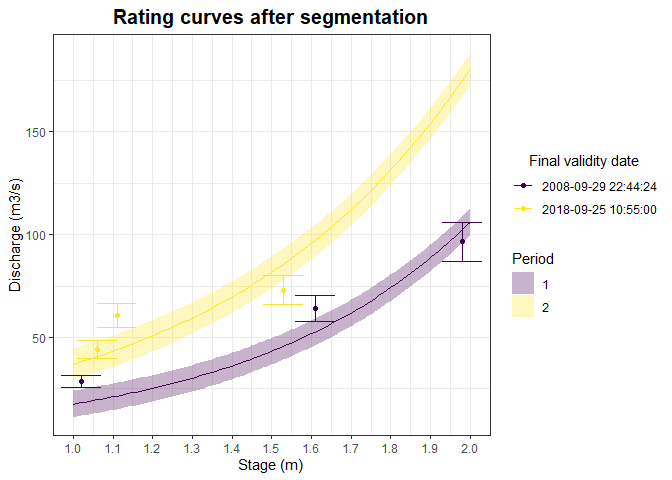 Rating curves after segmentation
Discharge (m3/s)
150
100
50
1.0 1.1 1.2 1.3 1.4 1.5 1.6 1.7 1.8 1.9 2.0
Stage (m)
Final validity date
2008-09-29 22:44:24
2018-09-25 10:55:00
Period
1
2